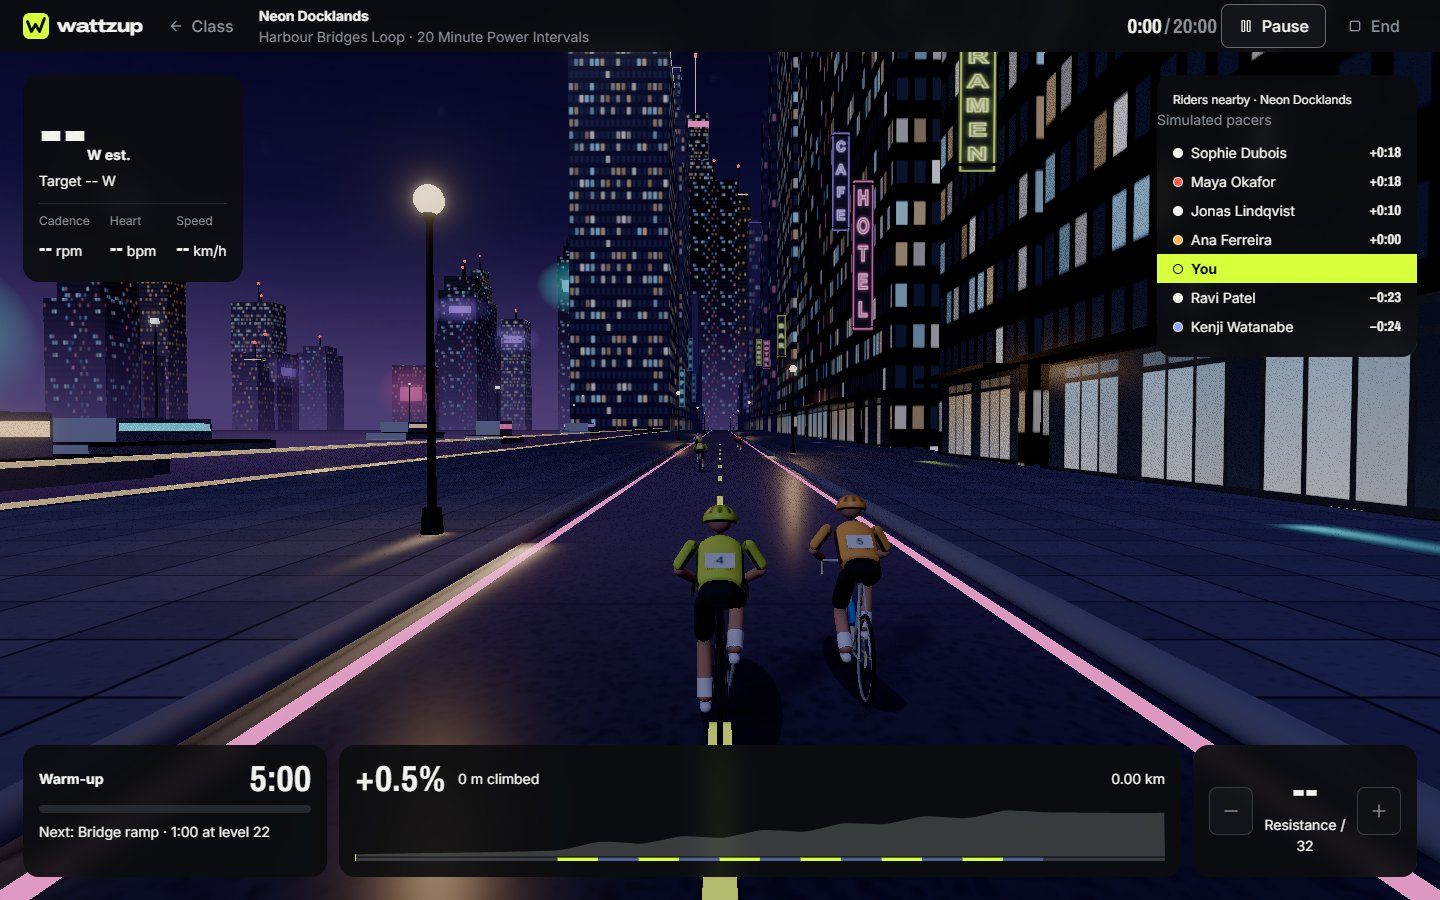 wattzup
Class
Neon Docklands
Harbour Bridges Loop · 20 Minute Power Intervals
0:00 / 20:00
Pause
End
--
W est.
Target -- W
Cadence Heart Speed
-- rpm -- bpm -- km/h
RAMEN
CAFE
HOTEL
Riders nearby · Neon Docklands
Simulated pacers
Sophie Dubois +0:18
Maya Okafor +0:18
Jonas Lindqvist +0:10
Ana Ferreira +0:00
You
Ravi Patel −0:23
Kenji Watanabe −0:24
4
5
Warm-up 5:00
Next: Bridge ramp · 1:00 at level 22
+0.5% 0 m climbed 0.00 km
--
Resistance /
32